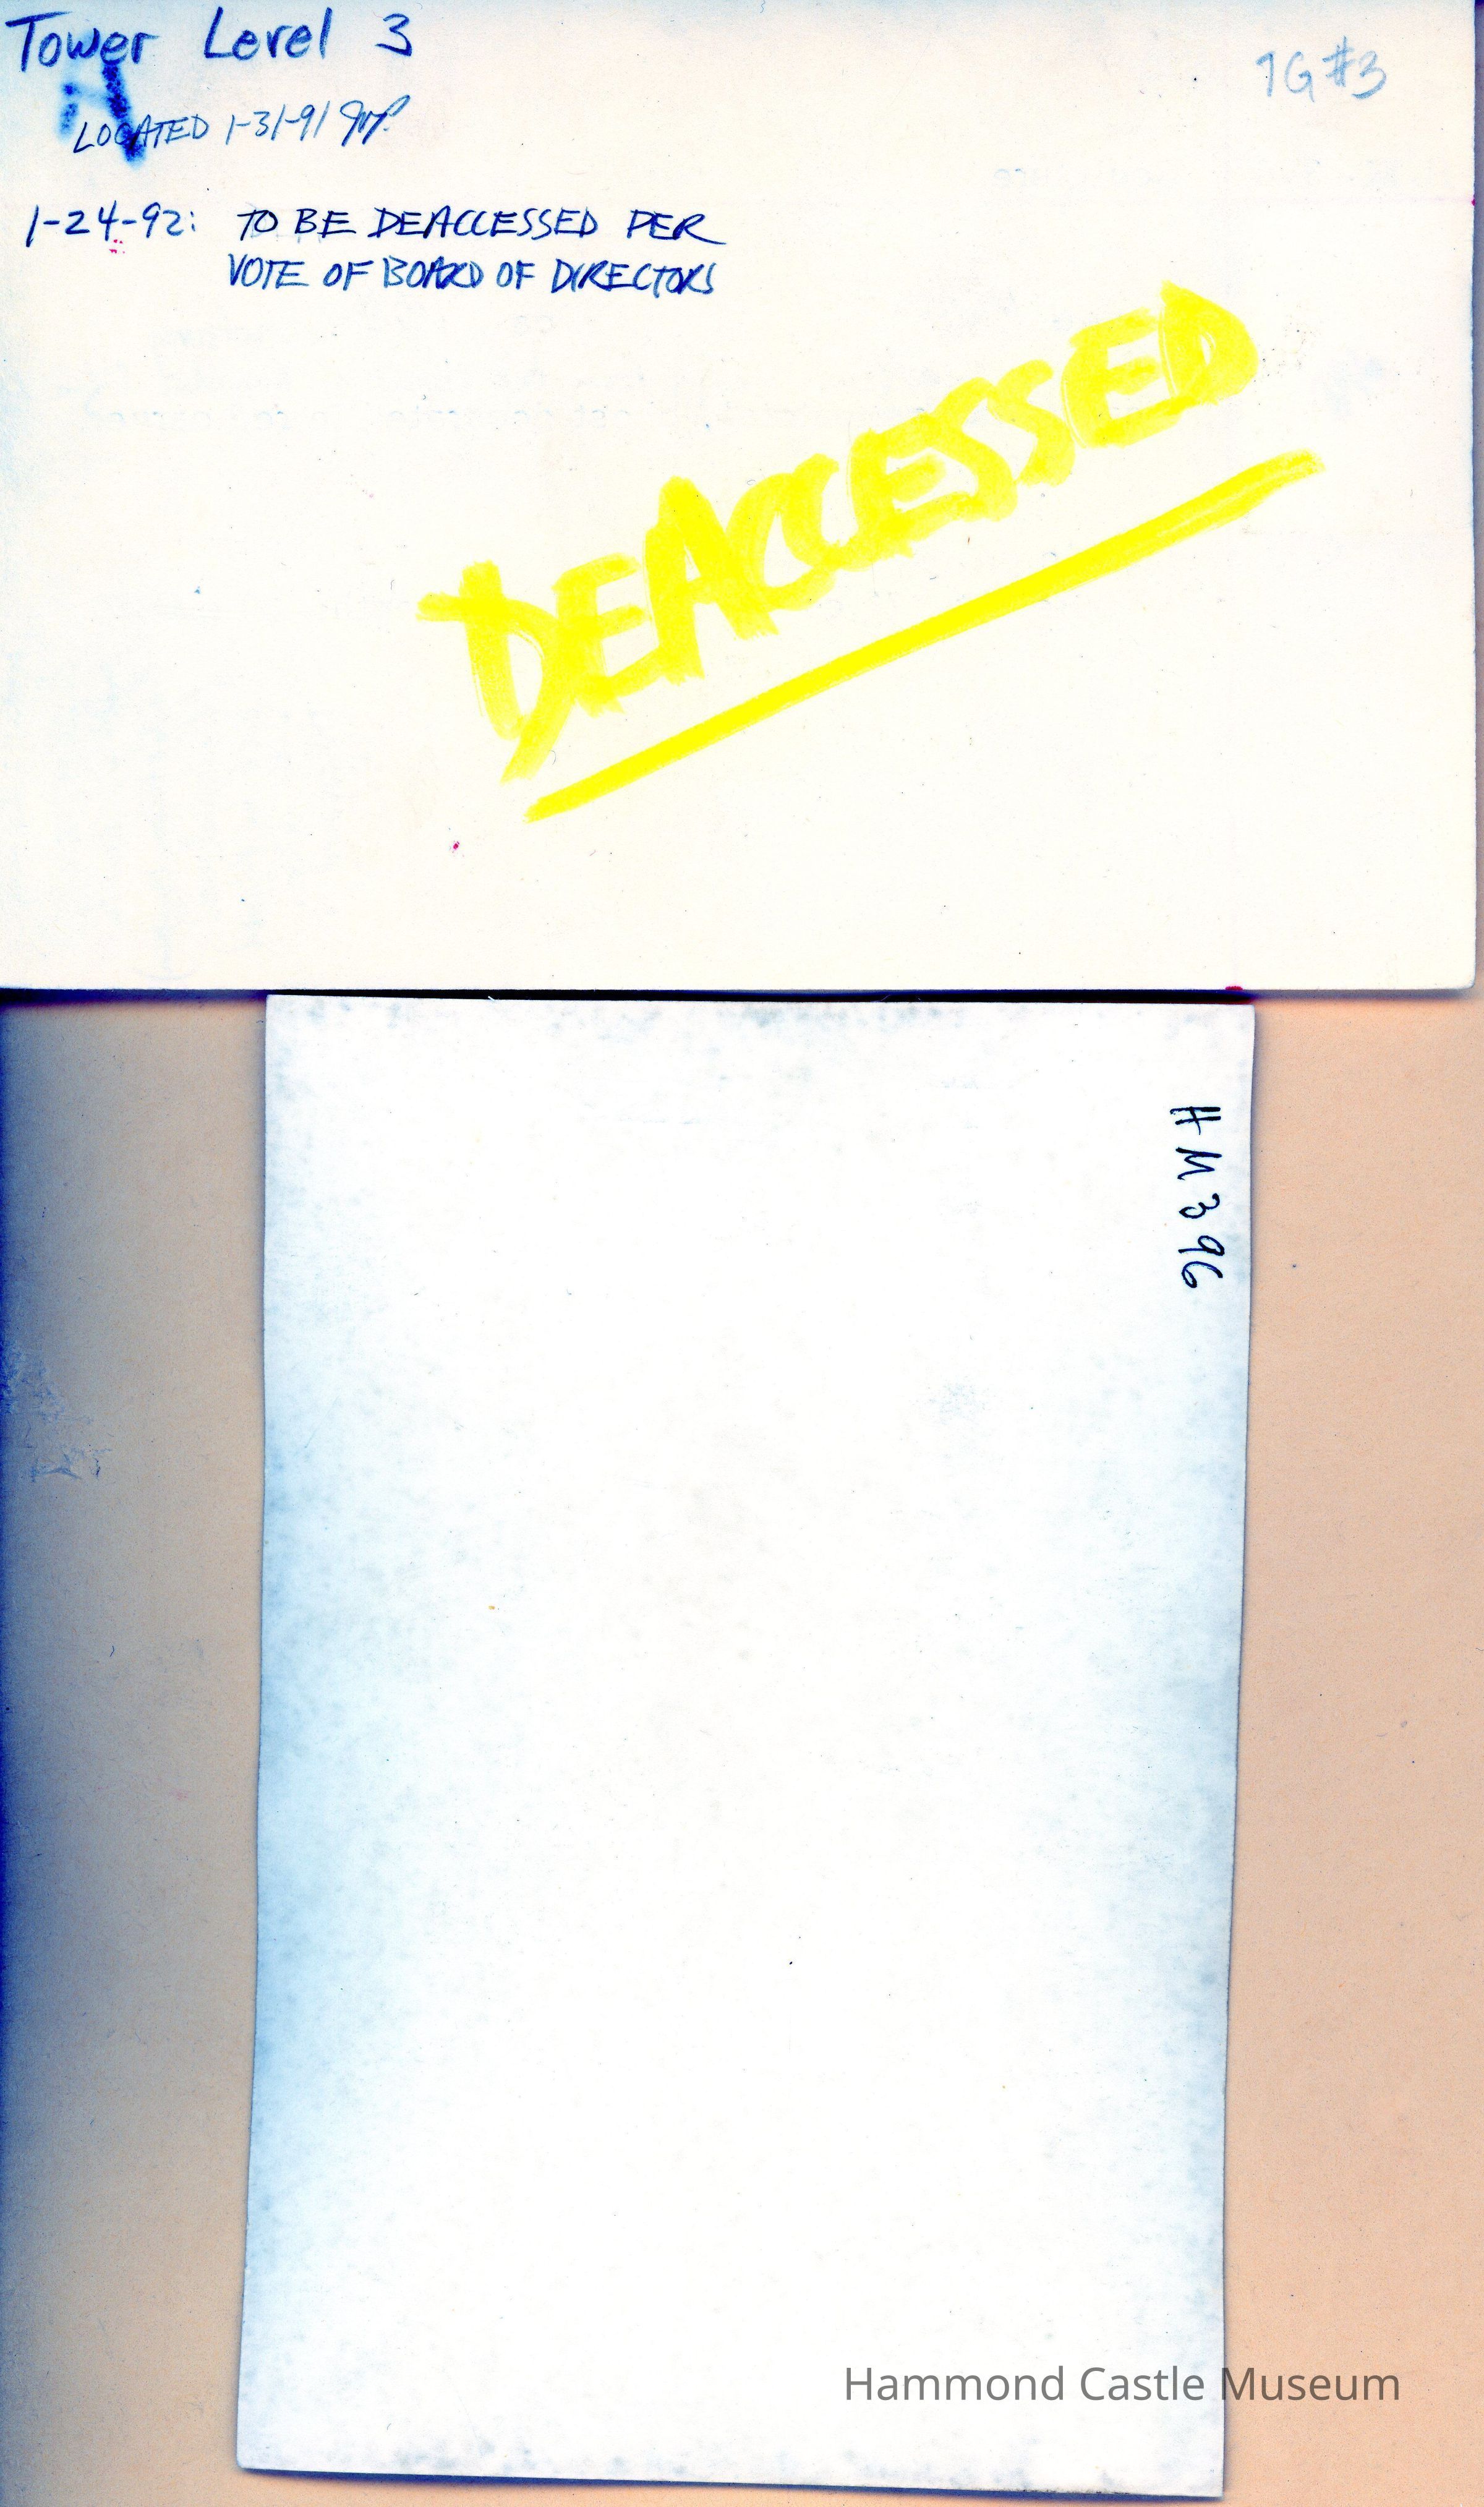 Tower Level 3
1G#3
LOCATED 1-31-91
1-24-92: TO BE DEACCESSED PER
VOTE OF BOARD OF DIRECTORS
DEACCESSED
HM396
Hammond Castle Museum